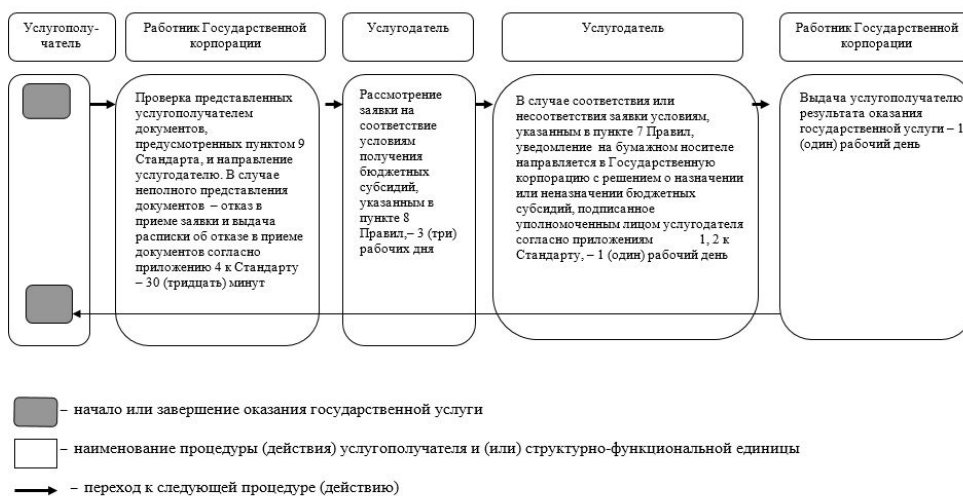 Услугополу-
чатель
Работник Государственной
корпорации
Услугодатель
Услугодатель
Работник Государственной
корпорации
Проверка представленных
услугополучателем
документов,
предусмотренных пунктом 9
Стандарта, и направление
услугодателю. В случае
неполного представления
документов – отказ в
приеме заявки и выдача
расписки об отказе в приеме
документов согласно
приложению 4 к Стандарту
– 30 (тридцать) минут
Рассмотрение
заявки на
соответствие
условиям
получения
бюджетных
субсидий,
указанным в
пункте 8
Правил,– 3 (три)
рабочих дня
В случае соответствия или
несоответствия заявки условиям,
указанным в пункте 7 Правил,
уведомление на бумажном носителе
направляется в Государственную
корпорацию с решением о назначении
или неназначении бюджетных
субсидий, подписанное
уполномоченным лицом услугодателя
согласно приложениям 1, 2 к
Стандарту, – 1 (один) рабочий день
Выдача услугополучателю
результата оказания
государственной услуги – 1
(один) рабочий день
– начало или завершение оказания государственной услуги
– наименование процедуры (действия) услугополучателя и (или) структурно-функциональной единицы
– переход к следующей процедуре (действию)